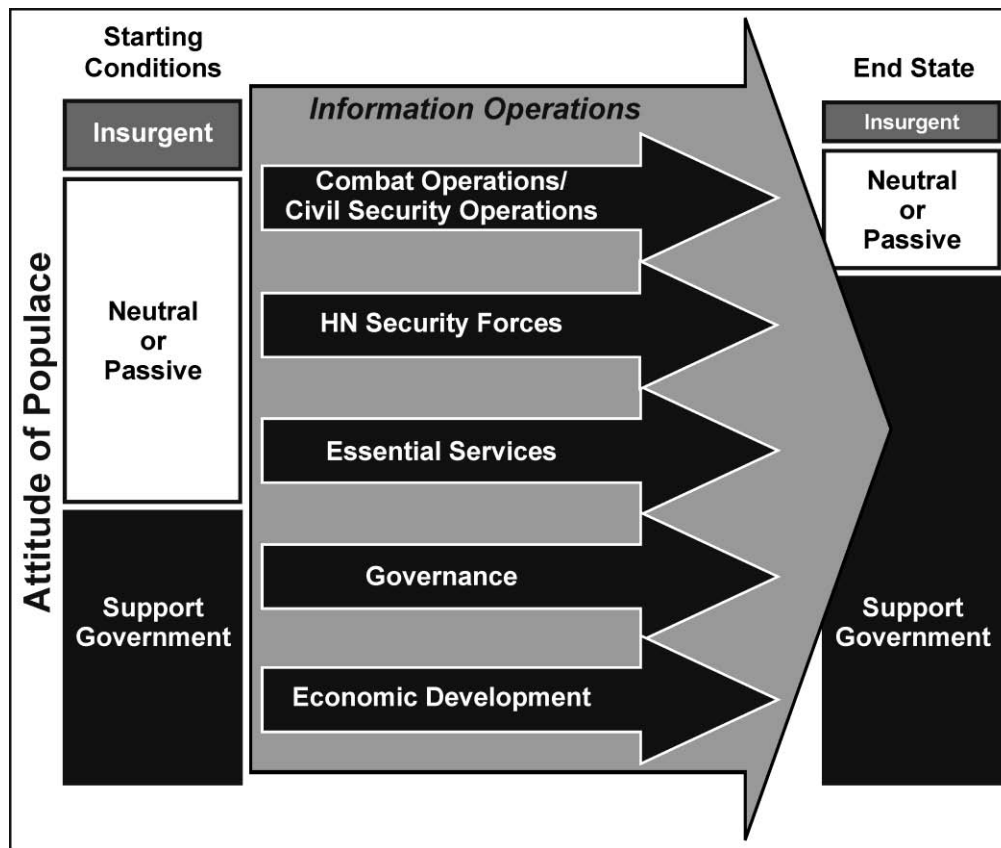 Starting
Conditions
Attitude of Populace
Insurgent
Neutral
or
Passive
Support
Government
Information Operations
Combat Operations/
Civil Security Operations
HN Security Forces
Essential Services
Governance
Economic Development
End State
Insurgent
Neutral
or
Passive
Support
Government